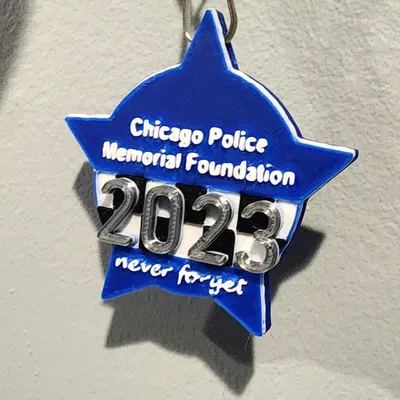 Chicago Police
Memorial Foundation
2023
never forget